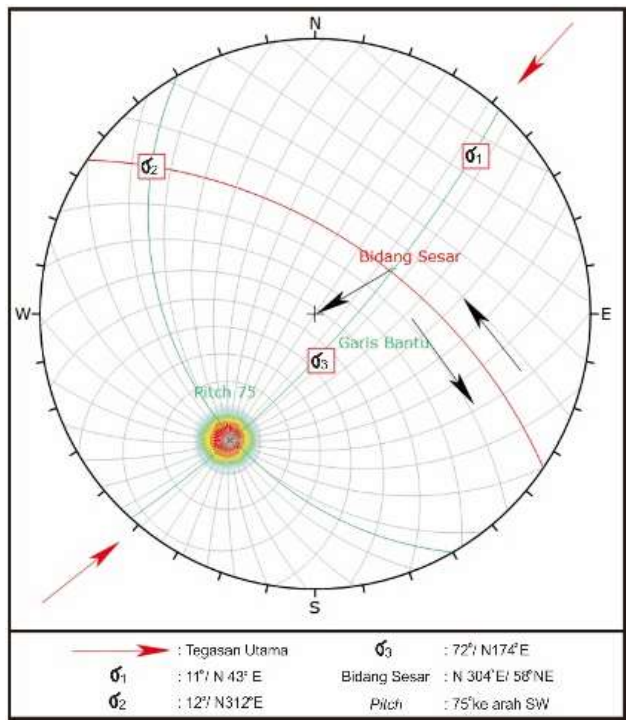 N
σ1
σ2
Bidang Sesar
W
E
Garis Bantu
σ3
Pitch 75
S
: Tegasan Utama
σ3 : 72°/ N174°E
σ1 : 11°/ N 43° E
Bidang Sesar : N 304°E/ 58°NE
σ2 : 12°/ N312°E
Pitch : 75°ke arah SW